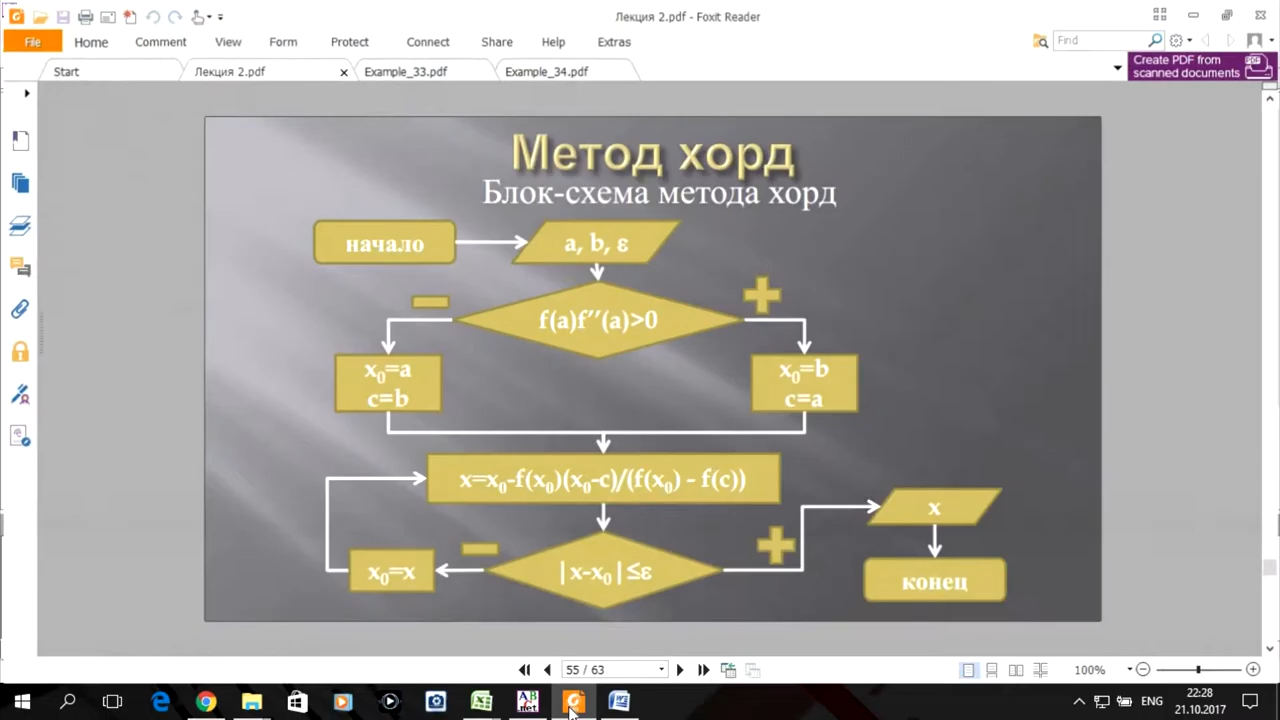 Лекция 2.pdf - Foxit Reader
File Home Comment View Form Protect Connect Share Help Extras
Find
Start Лекция 2.pdf Example_33.pdf Example_34.pdf
Create PDF from
scanned documents
Метод хорд
Блок-схема метода хорд
начало
a, b, ε
f(a)f′′(a)>0
x₀=a
c=b
x₀=b
c=a
x=x₀-f(x₀)(x₀-c)/(f(x₀) - f(c))
x
|x-x₀|≤ε
x₀=x
конец
55 / 63
100%
ENG
22:28
21.10.2017